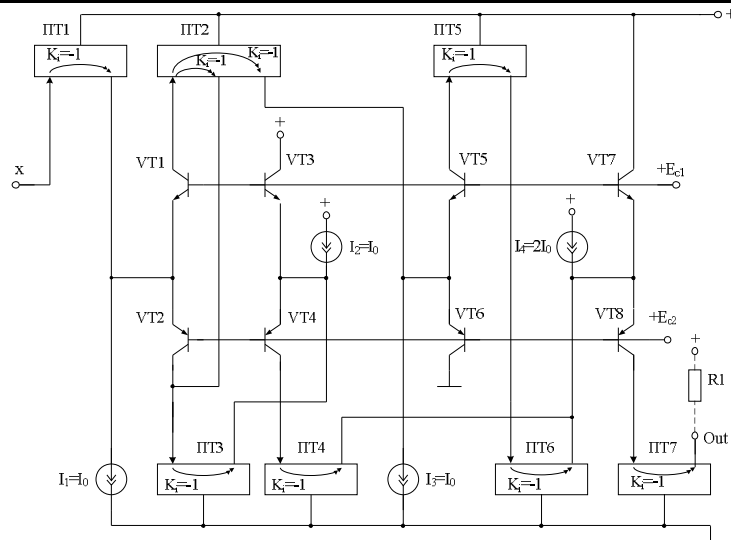 ПТ1
ПТ2
ПТ5
+
Ki=-1
Ki=-1
Ki=-1
Ki=-1
+
x
VT1
VT3
VT5
VT7
+Ec1
+
+
I2=I0
I4=2I0
VT2
VT4
VT6
VT8
+Ec2
+
R1
Out
ПТ3
ПТ4
ПТ6
ПТ7
I1=I0
Ki=-1
Ki=-1
I3=I0
Ki=-1
Ki=-1